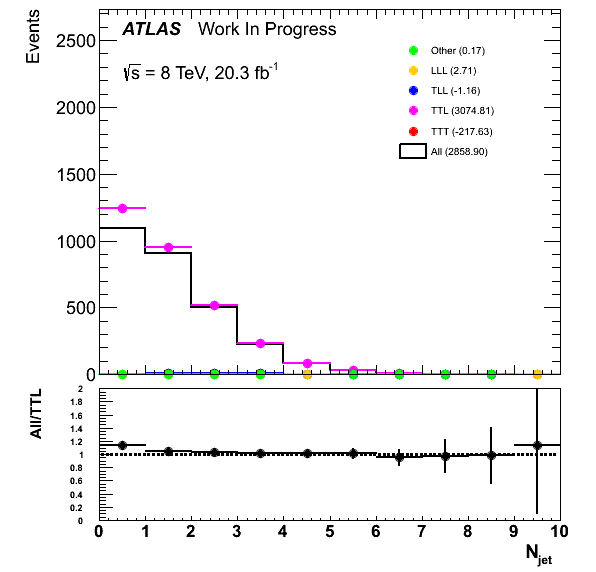 Events
ATLAS Work In Progress
√s = 8 TeV, 20.3 fb⁻¹
Other (0.17)
LLL (2.71)
TLL (-1.16)
TTL (3074.81)
TTT (-217.63)
All (2858.90)
2500
2000
1500
1000
500
0
All/TTL
2
1.8
1.6
1.4
1.2
1
0.8
0.6
0.4
0.2
0
0 1 2 3 4 5 6 7 8 9 10
N_jet